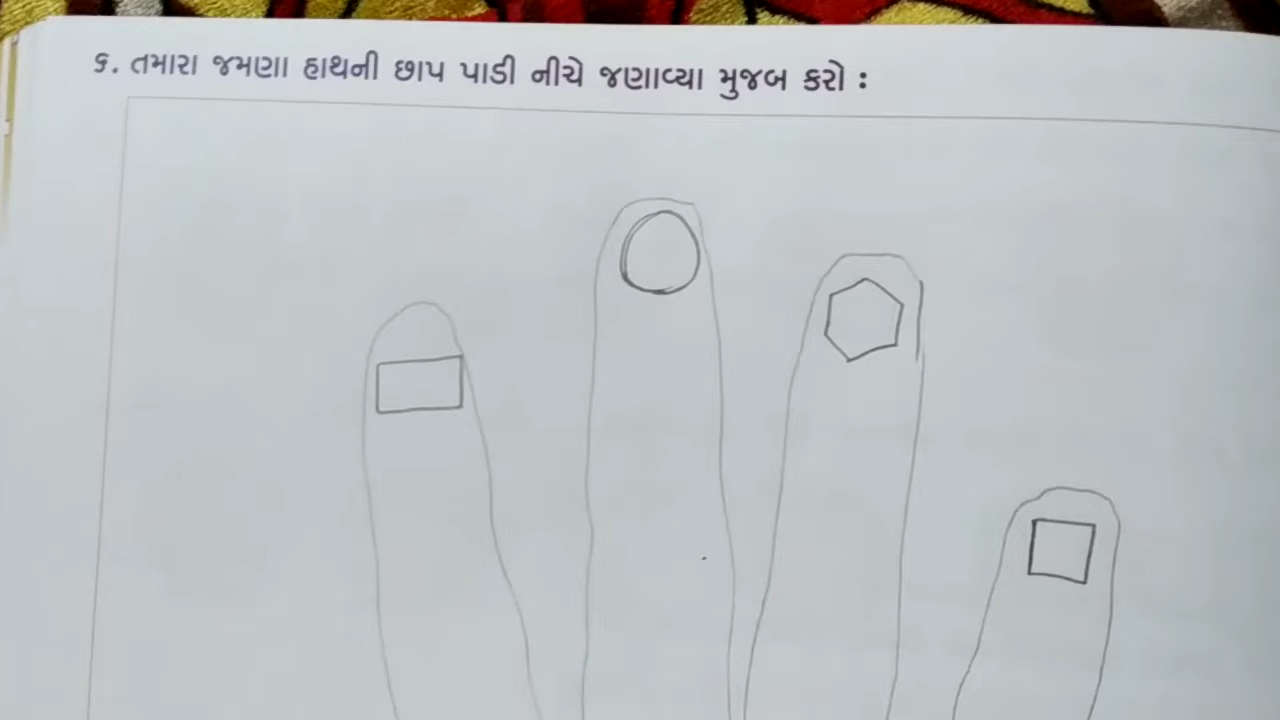 ૬. તમારા જમણા હાથની છાપ પાડી નીચે જણાવ્યા મુજબ કરો :